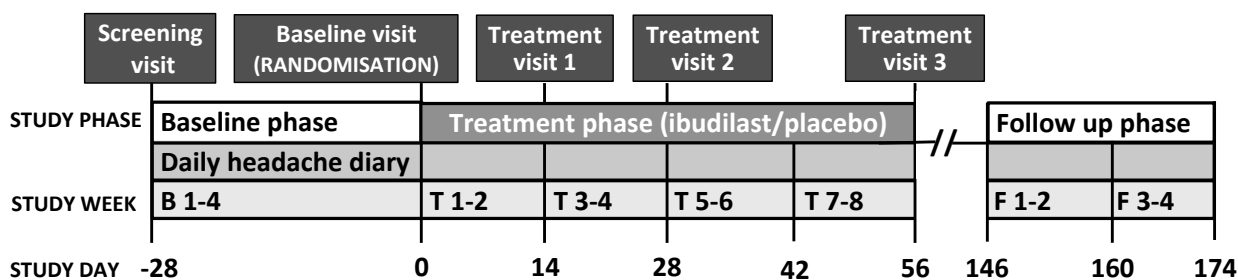 Screening
visit
Baseline visit
(RANDOMISATION)
Treatment
visit 1
Treatment
visit 2
Treatment
visit 3
STUDY PHASE Baseline phase Treatment phase (ibudilast/placebo) // Follow up phase
Daily headache diary
STUDY WEEK B 1-4 T 1-2 T 3-4 T 5-6 T 7-8 F 1-2 F 3-4
STUDY DAY -28 0 14 28 42 56 146 160 174